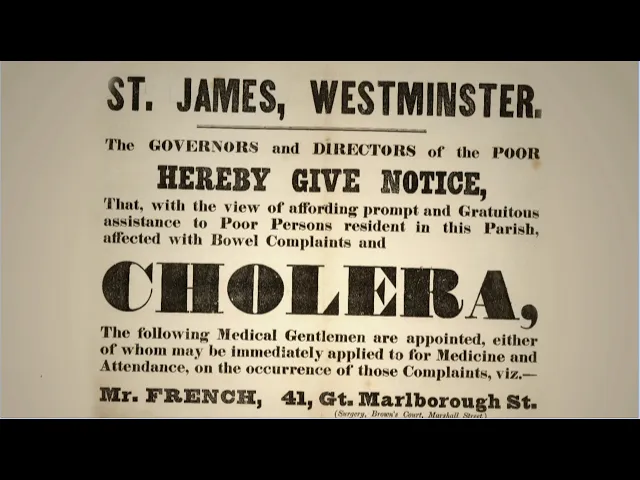 ST. JAMES, WESTMINSTER.
The GOVERNORS and DIRECTORS of the POOR
HEREBY GIVE NOTICE,
That, with the view of affording prompt and Gratuitous
assistance to Poor Persons resident in this Parish,
affected with Bowel Complaints and
CHOLERA,
The following Medical Gentlemen are appointed, either
of whom may be immediately applied to for Medicine and
Attendance, on the occurrence of those Complaints, viz.—
Mr. FRENCH, 41, Gt. Marlborough St.
(Surgery, Brown's Court, Marshall Street)